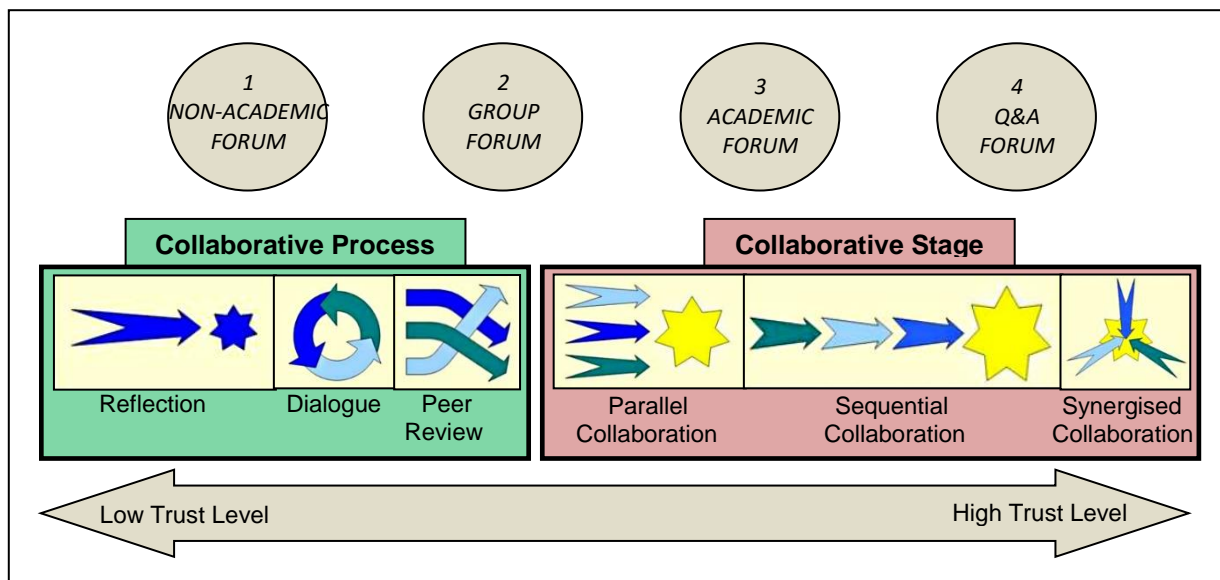 1
NON-ACADEMIC
FORUM
2
GROUP
FORUM
3
ACADEMIC
FORUM
4
Q&A
FORUM
Collaborative Process
Collaborative Stage
Reflection
Dialogue
Peer
Review
Parallel
Collaboration
Sequential
Collaboration
Synergised
Collaboration
Low Trust Level
High Trust Level